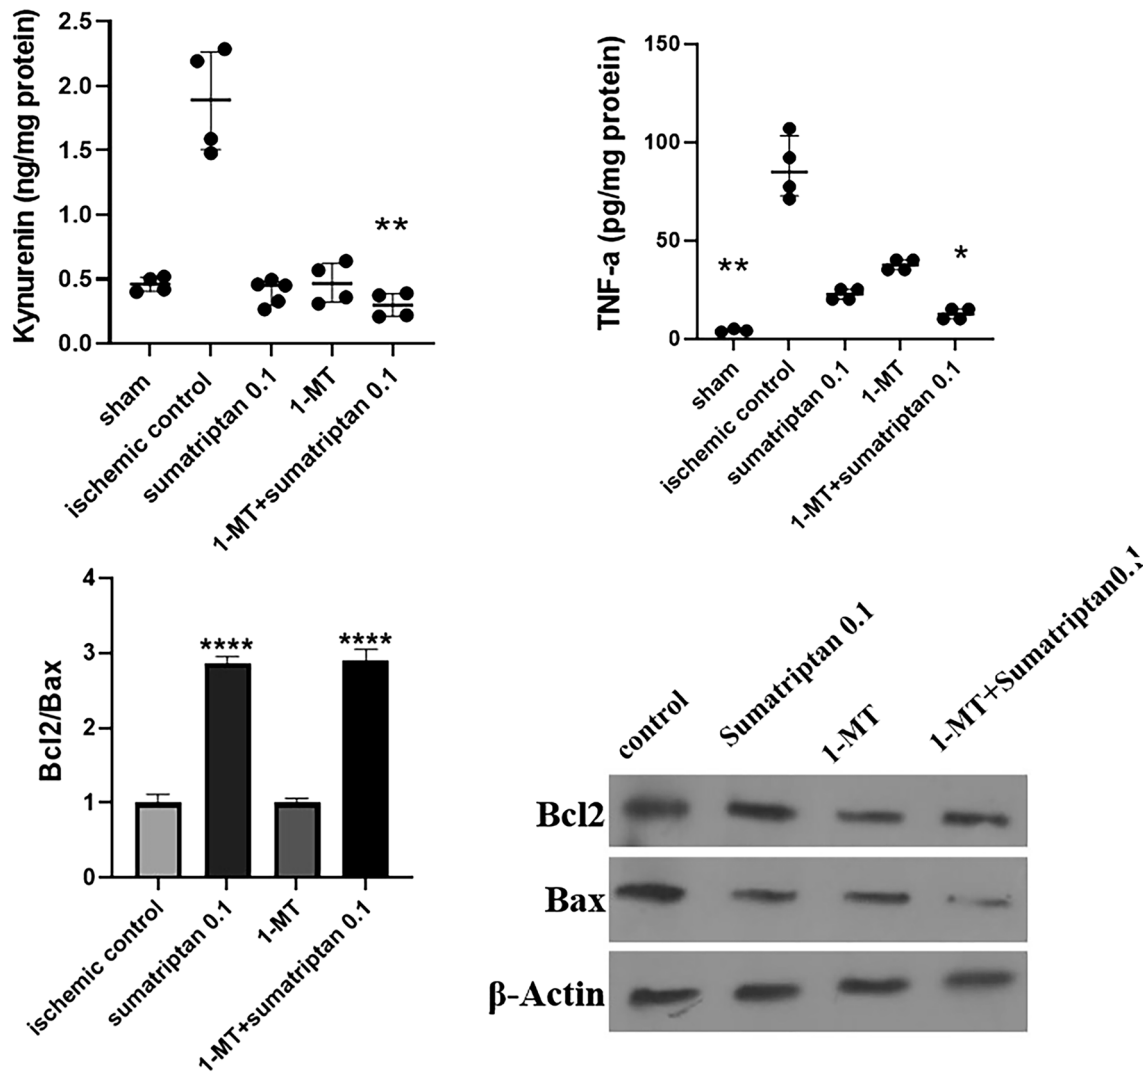 Kynurenin (ng/mg protein)
2.5
2.0
1.5
1.0
0.5
0.0
**
sham
ischemic control
sumatriptan 0.1
1-MT
1-MT+sumatriptan 0.1
TNF-a (pg/mg protein)
150
100
50
0
**
*
sham
ischemic control
sumatriptan 0.1
1-MT
1-MT+sumatriptan 0.1
Bcl2/Bax
4
3
2
1
0
****
****
ischemic control
sumatriptan 0.1
1-MT
1-MT+sumatriptan 0.1
control
Sumatriptan 0.1
1-MT
1-MT+Sumatriptan0.1
Bcl2
Bax
β-Actin